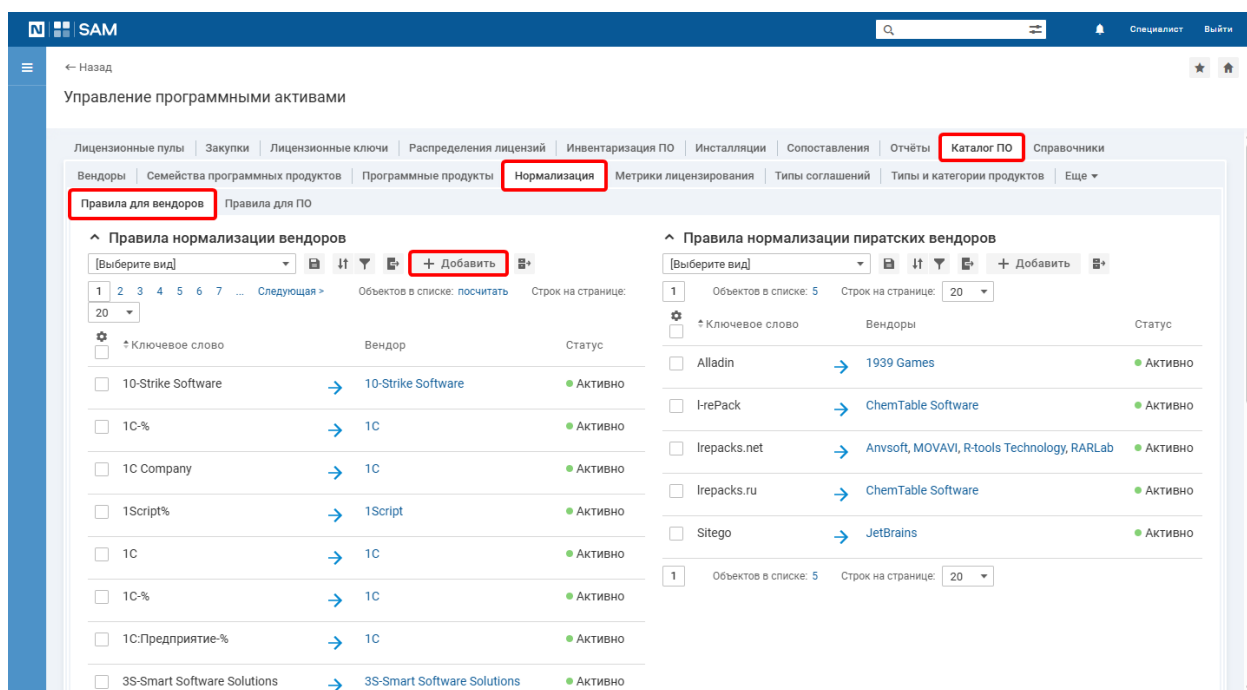 N SAM
Специалист Выйти
← Назад
Управление программными активами
Лицензионные пулы Закупки Лицензионные ключи Распределения лицензий Инвентаризация ПО Инсталляции Сопоставления Отчёты Каталог ПО Справочники
Вендоры Семейства программных продуктов Программные продукты Нормализация Метрики лицензирования Типы соглашений Типы и категории продуктов Еще
Правила для вендоров Правила для ПО
Правила нормализации вендоров
[Выберите вид] + Добавить
1 2 3 4 5 6 7 ... Следующая > Объектов в списке: посчитать Строк на странице:
20
Ключевое слово Вендор Статус
10-Strike Software → 10-Strike Software Активно
1C-% → 1C Активно
1C Company → 1C Активно
1Script% → 1Script Активно
1С → 1C Активно
1С-% → 1C Активно
1С:Предприятие-% → 1C Активно
3S-Smart Software Solutions → 3S-Smart Software Solutions Активно
Правила нормализации пиратских вендоров
[Выберите вид] + Добавить
1 Объектов в списке: 5 Строк на странице: 20
Ключевое слово Вендоры Статус
Alladin → 1939 Games Активно
l-rePack → ChemTable Software Активно
lrepacks.net → Anvsoft, MOVAVI, R-tools Technology, RARLab Активно
lrepacks.ru → ChemTable Software Активно
Sitego → JetBrains Активно
1 Объектов в списке: 5 Строк на странице: 20